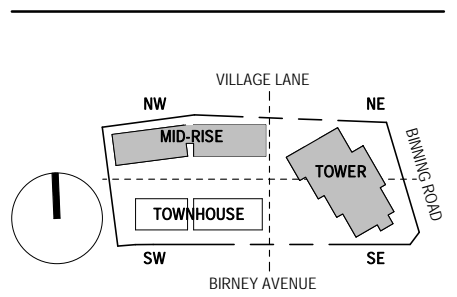 VILLAGE LANE
NW
NE
MID-RISE
BINNING ROAD
TOWER
TOWNHOUSE
SW
SE
BIRNEY AVENUE